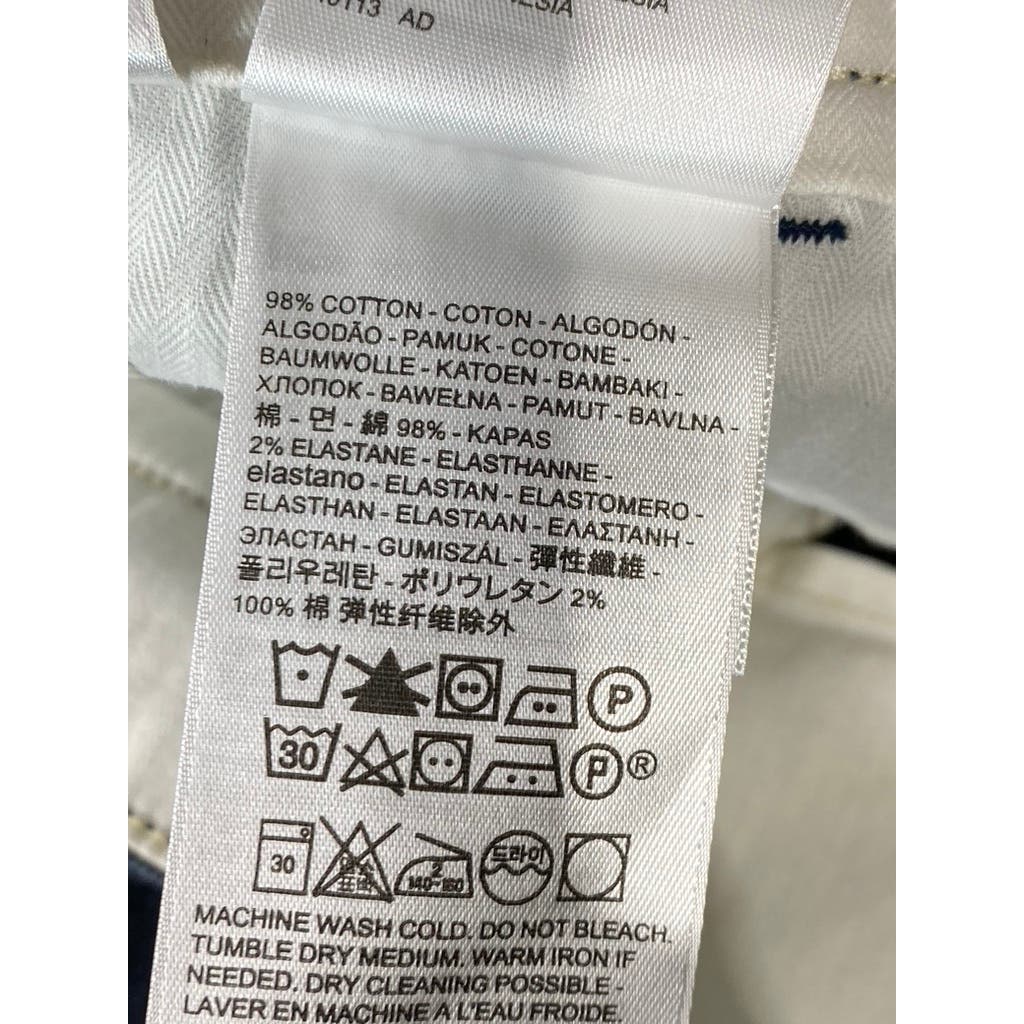 AD
98% COTTON - COTON - ALGODÓN -
ALGODÃO - PAMUK - COTONE -
BAUMWOLLE - KATOEN - BAMBAKI -
ХЛОПОК - BAWEŁNA - PAMUT - BAVLNA -
棉 - 면 - 綿 98% - KAPAS
2% ELASTANE - ELASTHANNE -
elastano - ELASTAN - ELASTOMERO -
ELASTHAN - ELASTAAN - ΕΛΑΣΤΑΝΗ -
ЭЛАСТАН - GUMISZÁL - 彈性纖維 -
폴리우레탄 - ポリウレタン 2%
100% 棉 弹性纤维除外
P
30 P ®
30 2 140~160 드라이
MACHINE WASH COLD. DO NOT BLEACH.
TUMBLE DRY MEDIUM. WARM IRON IF
NEEDED. DRY CLEANING POSSIBLE -
LAVER EN MACHINE A L'EAU FROIDE.